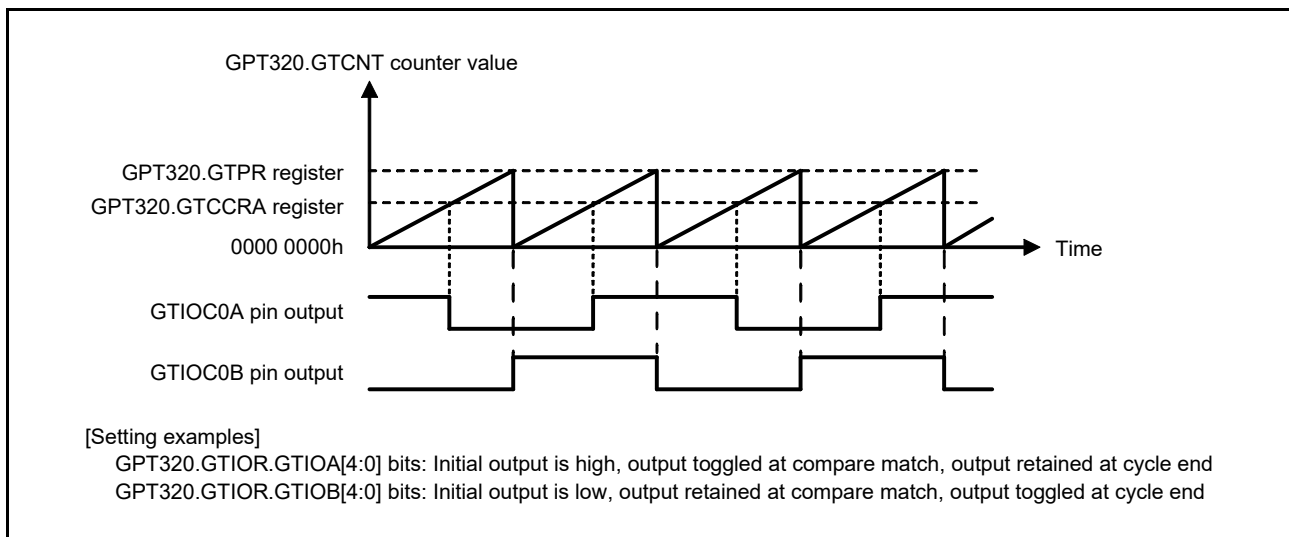 GPT320.GTCNT counter value
GPT320.GTPR register
GPT320.GTCCRA register
0000 0000h
Time
GTIOC0A pin output
GTIOC0B pin output
[Setting examples]
GPT320.GTIOR.GTIOA[4:0] bits: Initial output is high, output toggled at compare match, output retained at cycle end
GPT320.GTIOR.GTIOB[4:0] bits: Initial output is low, output retained at compare match, output toggled at cycle end